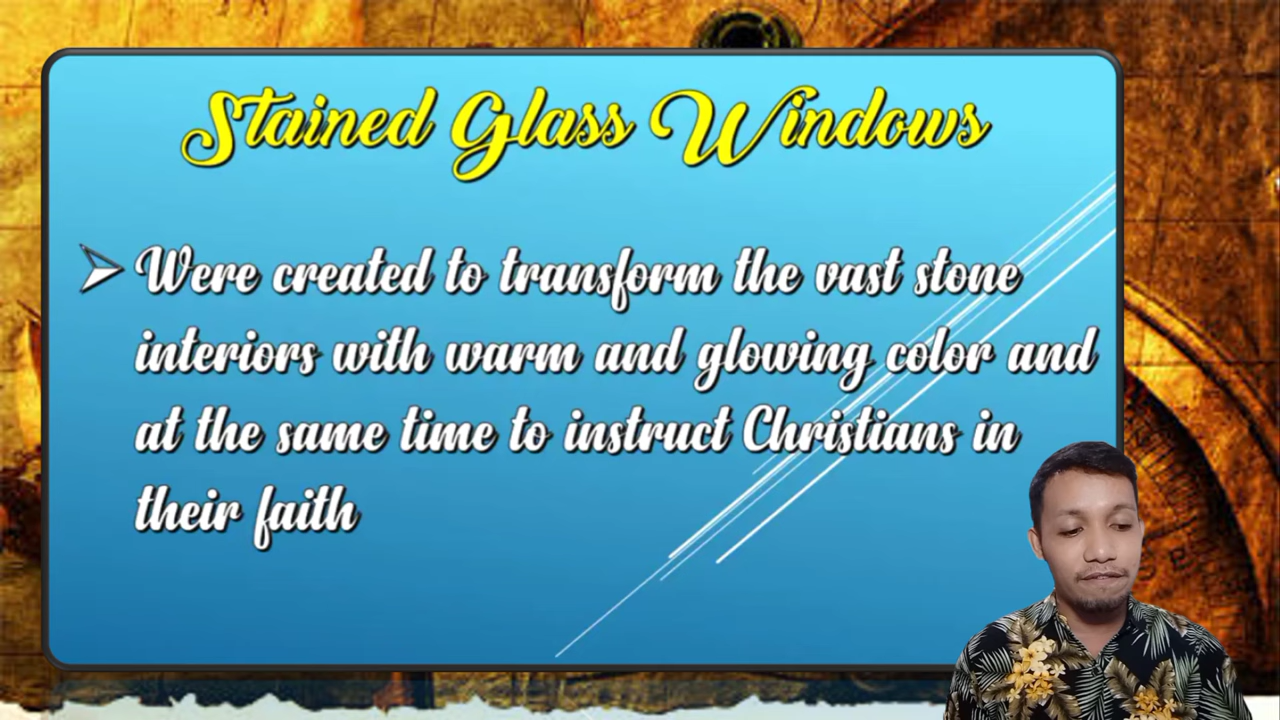 Stained Glass Windows
Were created to transform the vast stone
interiors with warm and glowing color and
at the same time to instruct Christians in
their faith